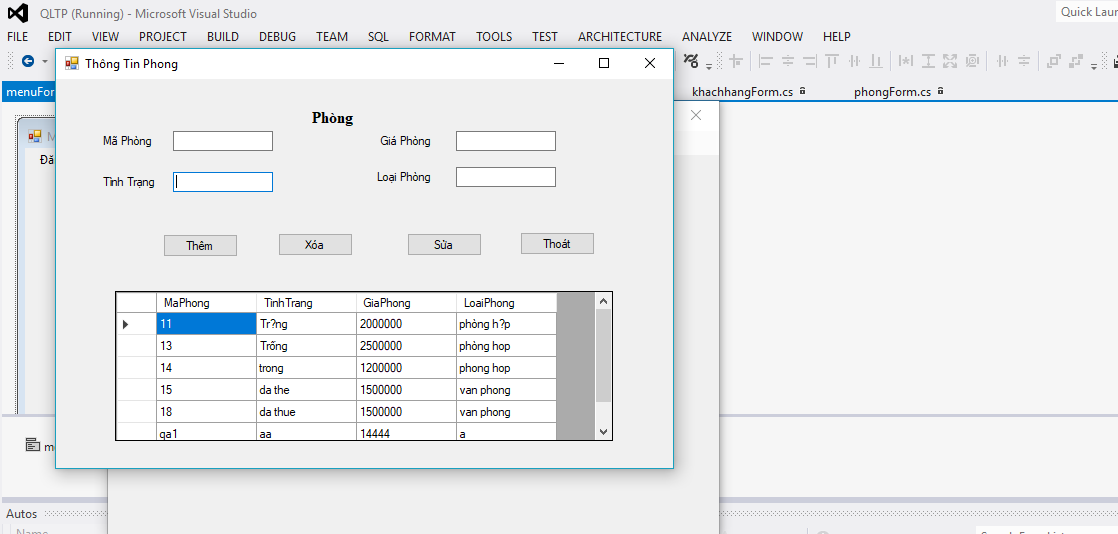 QLTP (Running) - Microsoft Visual Studio
Quick Laun
FILE EDIT VIEW PROJECT BUILD DEBUG TEAM SQL FORMAT TOOLS TEST ARCHITECTURE ANALYZE WINDOW HELP
Thông Tin Phong
menuFor
khachhangForm.cs
phongForm.cs
M
Đă
Phòng
Mã Phòng
Giá Phòng
Tình Trạng
Loại Phòng
Thêm Xóa Sửa Thoát
MaPhong TinhTrang GiaPhong LoaiPhong
11 Tr?ng 2000000 phòng h?p
13 Trống 2500000 phòng hop
14 trong 1200000 phong hop
15 da the 1500000 van phong
18 da thue 1500000 van phong
qa1 aa 14444 a
m
Autos
Name